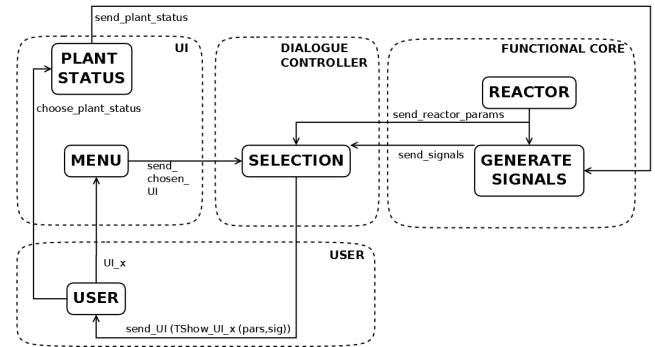 send_plant_status
UI
DIALOGUE
CONTROLLER
FUNCTIONAL CORE
PLANT
STATUS
choose_plant_status
REACTOR
send_reactor_params
MENU
send_
chosen_
UI
SELECTION
send_signals
GENERATE
SIGNALS
USER
UI_x
USER
send_UI (TShow_UI_x (pars,sig))